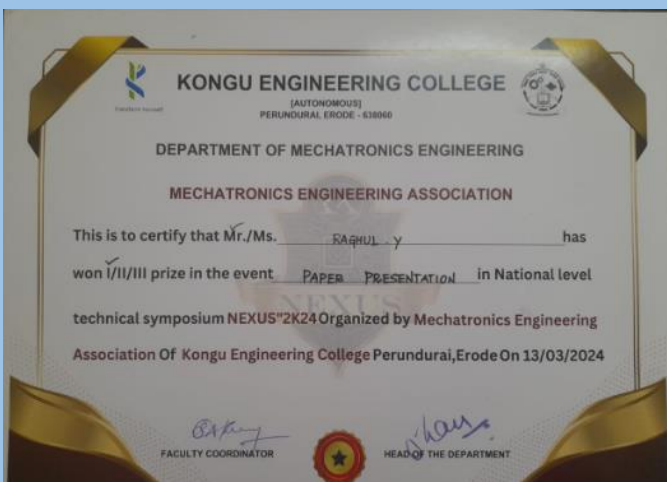 KONGU ENGINEERING COLLEGE
[AUTONOMOUS]
PERUNDURAI, ERODE - 638060
DEPARTMENT OF MECHATRONICS ENGINEERING
MECHATRONICS ENGINEERING ASSOCIATION
This is to certify that Mr./Ms. RAGHUL.Y has
won I/II/III prize in the event PAPER PRESENTATION in National level
NEXUS
technical symposium NEXUS"2K24 Organized by Mechatronics Engineering
Association Of Kongu Engineering College Perundurai,Erode On 13/03/2024
FACULTY COORDINATOR HEAD OF THE DEPARTMENT